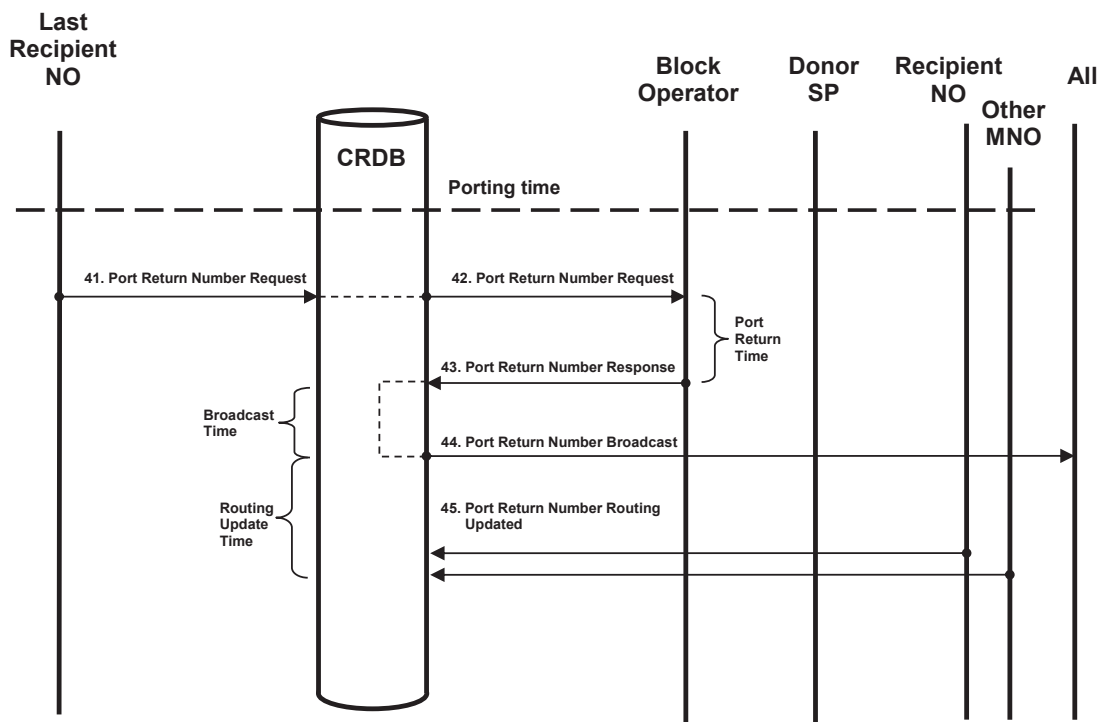 Last
Recipient
NO
Block
Operator
Donor
SP
Recipient
NO
Other
MNO
All
CRDB
Porting time
41. Port Return Number Request
42. Port Return Number Request
Port
Return
Time
43. Port Return Number Response
Broadcast
Time
44. Port Return Number Broadcast
Routing
Update
Time
45. Port Return Number Routing
Updated